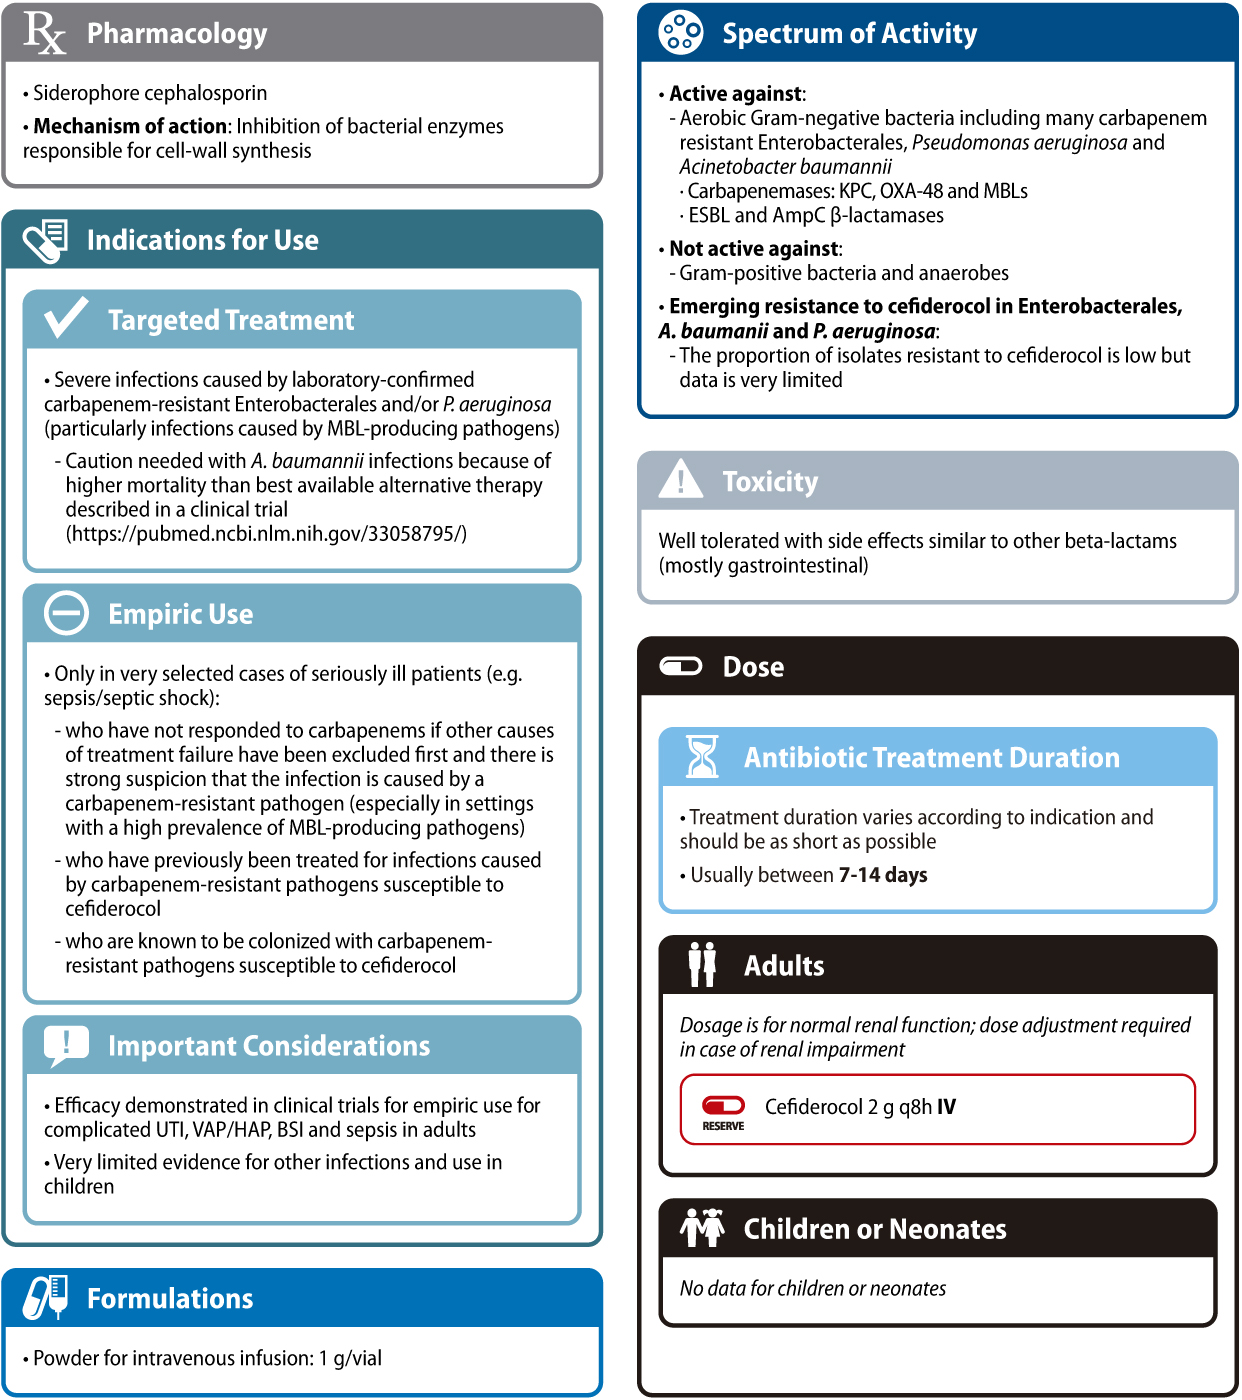 Rx Pharmacology
• Siderophore cephalosporin
• Mechanism of action: Inhibition of bacterial enzymes
responsible for cell-wall synthesis
Indications for Use
Targeted Treatment
• Severe infections caused by laboratory-confirmed
carbapenem-resistant Enterobacterales and/or P. aeruginosa
(particularly infections caused by MBL-producing pathogens)
- Caution needed with A. baumannii infections because of
higher mortality than best available alternative therapy
described in a clinical trial
(https://pubmed.ncbi.nlm.nih.gov/33058795/)
Empiric Use
• Only in very selected cases of seriously ill patients (e.g.
sepsis/septic shock):
- who have not responded to carbapenems if other causes
of treatment failure have been excluded first and there is
strong suspicion that the infection is caused by a
carbapenem-resistant pathogen (especially in settings
with a high prevalence of MBL-producing pathogens)
- who have previously been treated for infections caused
by carbapenem-resistant pathogens susceptible to
cefiderocol
- who are known to be colonized with carbapenem-
resistant pathogens susceptible to cefiderocol
Important Considerations
• Efficacy demonstrated in clinical trials for empiric use for
complicated UTI, VAP/HAP, BSI and sepsis in adults
• Very limited evidence for other infections and use in
children
Formulations
• Powder for intravenous infusion: 1 g/vial
Spectrum of Activity
• Active against:
- Aerobic Gram-negative bacteria including many carbapenem
resistant Enterobacterales, Pseudomonas aeruginosa and
Acinetobacter baumannii
· Carbapenemases: KPC, OXA-48 and MBLs
· ESBL and AmpC β-lactamases
• Not active against:
- Gram-positive bacteria and anaerobes
• Emerging resistance to cefiderocol in Enterobacterales,
A. baumanii and P. aeruginosa:
- The proportion of isolates resistant to cefiderocol is low but
data is very limited
Toxicity
Well tolerated with side effects similar to other beta-lactams
(mostly gastrointestinal)
Dose
Antibiotic Treatment Duration
• Treatment duration varies according to indication and
should be as short as possible
• Usually between 7-14 days
Adults
Dosage is for normal renal function; dose adjustment required
in case of renal impairment
Cefiderocol 2 g q8h IV
RESERVE
Children or Neonates
No data for children or neonates